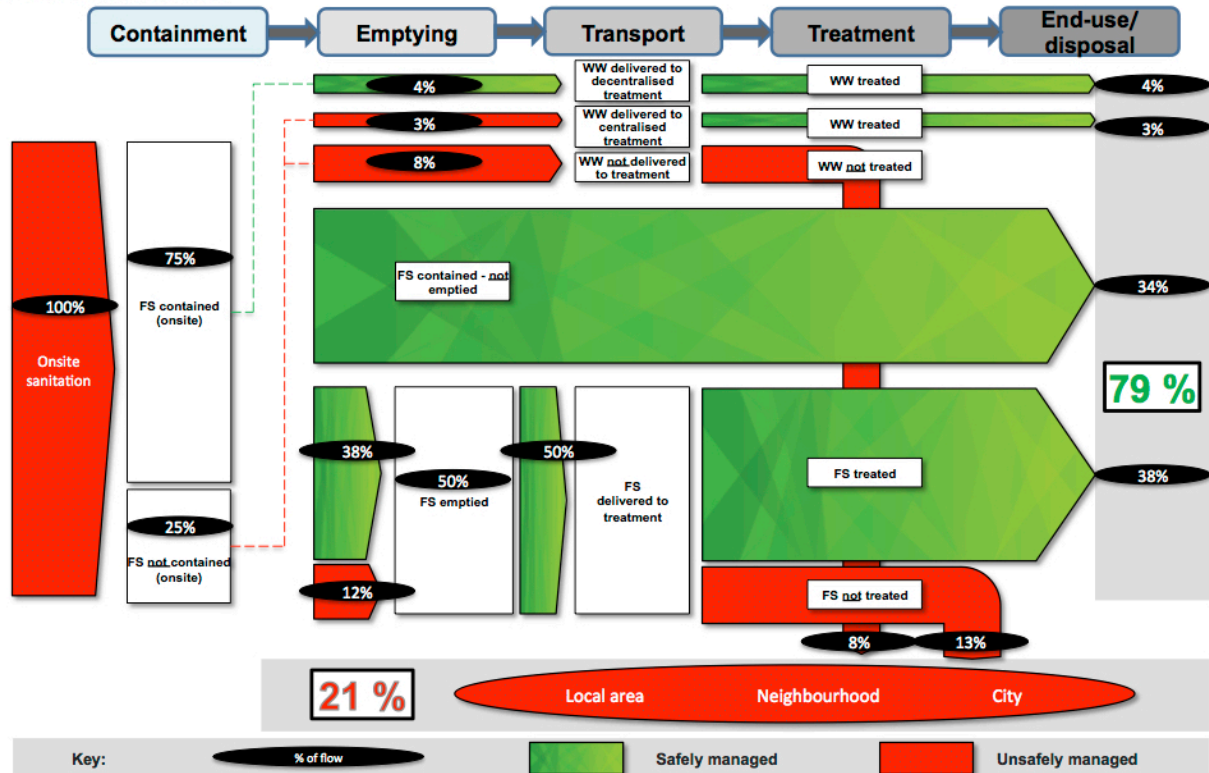 Containment
Emptying
Transport
Treatment
End-use/
disposal
4%
WW delivered to
decentralised
treatment
WW treated
4%
3%
WW delivered to
centralised
treatment
WW treated
3%
8%
WW not delivered
to treatment
WW not treated
100%
Onsite
sanitation
75%
FS contained
(onsite)
FS contained - not
emptied
34%
79 %
38%
50%
FS emptied
50%
FS
delivered to
treatment
FS treated
38%
25%
FS not contained
(onsite)
12%
FS not treated
8%
13%
21 %
Local area
Neighbourhood
City
Key:
% of flow
Safely managed
Unsafely managed